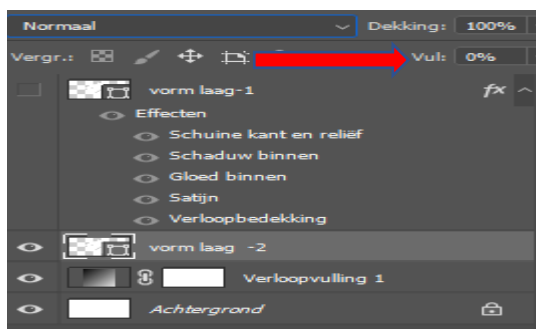 Normaal Dekking: 100%
Vergr.: Vul: 0%
vorm laag-1 fx
Effecten
Schuine kant en reliëf
Schaduw binnen
Gloed binnen
Satijn
Verloopbedekking
vorm laag -2
Verloopvulling 1
Achtergrond